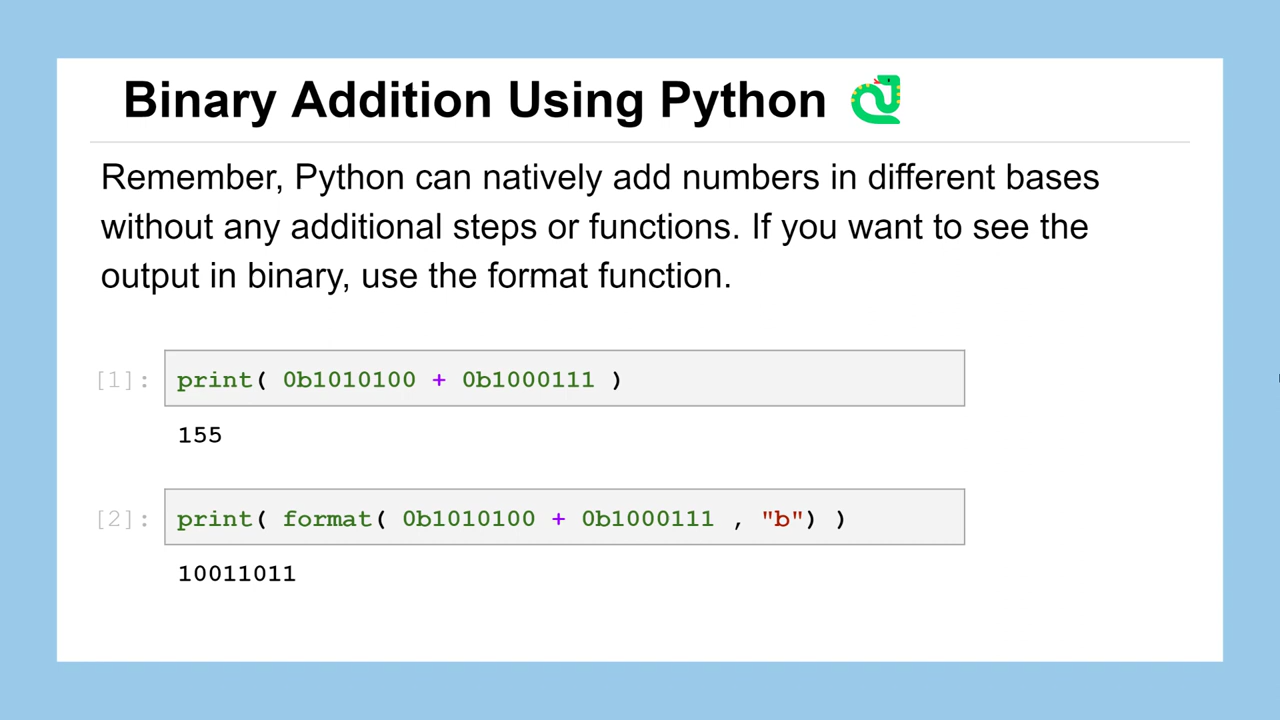 Binary Addition Using Python
Remember, Python can natively add numbers in different bases
without any additional steps or functions. If you want to see the
output in binary, use the format function.
[1]: print( 0b1010100 + 0b1000111 )
155
[2]: print( format( 0b1010100 + 0b1000111 , "b") )
10011011